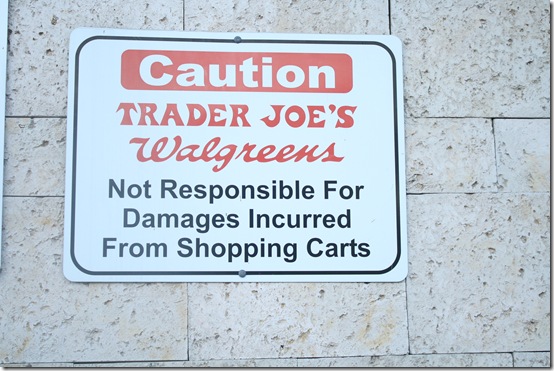 Caution
TRADER JOE'S
Walgreens
Not Responsible For
Damages Incurred
From Shopping Carts